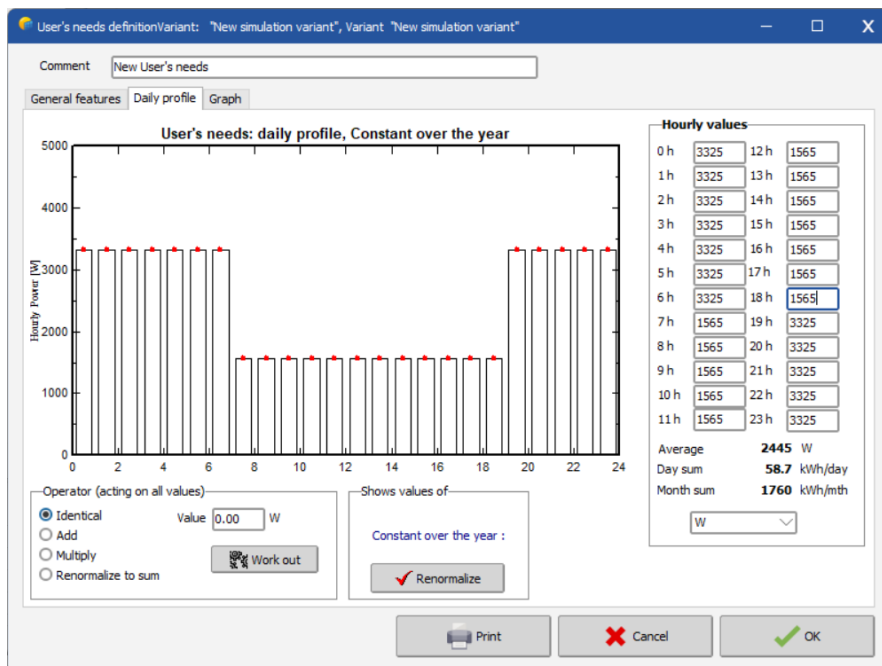 User's needs definitionVariant: "New simulation variant", Variant "New simulation variant"
Comment New User's needs
General features Daily profile Graph
User's needs: daily profile, Constant over the year
Hourly Power [W]
5000
4000
3000
2000
1000
0
0 2 4 6 8 10 12 14 16 18 20 22 24
Hourly values
0 h 3325 12 h 1565
1 h 3325 13 h 1565
2 h 3325 14 h 1565
3 h 3325 15 h 1565
4 h 3325 16 h 1565
5 h 3325 17 h 1565
6 h 3325 18 h 1565
7 h 1565 19 h 3325
8 h 1565 20 h 3325
9 h 1565 21 h 3325
10 h 1565 22 h 3325
11 h 1565 23 h 3325
Average 2445 W
Day sum 58.7 kWh/day
Month sum 1760 kWh/mth
W
Operator (acting on all values)
Identical Value 0.00 W
Add
Multiply
Renormalize to sum
Work out
Shows values of
Constant over the year :
Renormalize
Print Cancel OK